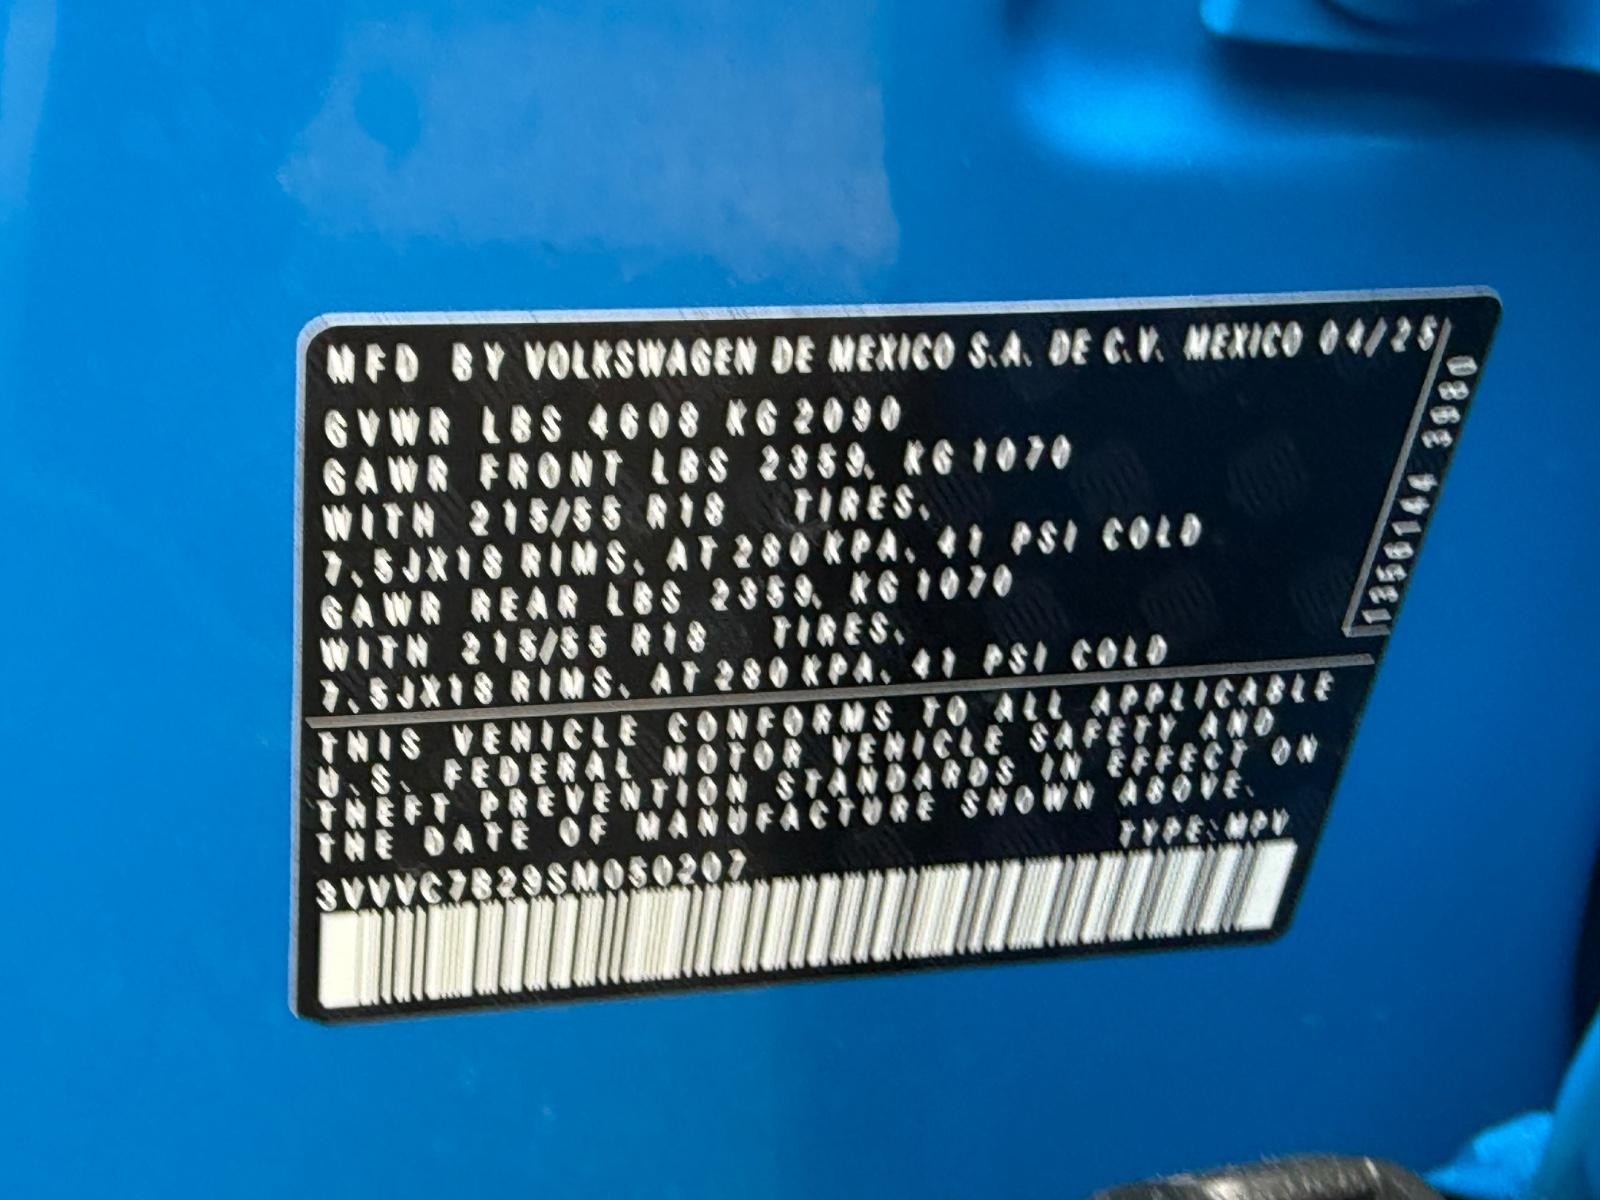 MFD BY VOLKSWAGEN DE MEXICO S.A. DE C.V. MEXICO 04/25
GVWR LBS 4608 KG 2090
GAWR FRONT LBS 2359, KG 1070
WITH 215/55 R18 TIRES,
7.5JX18 RIMS, AT 280 KPA, 41 PSI COLD
GAWR REAR LBS 2359, KG 1070
WITH 215/55 R18 TIRES,
7.5JX18 RIMS, AT 280 KPA, 41 PSI COLD
1356144 3980
THIS VEHICLE CONFORMS TO ALL APPLICABLE
U.S. FEDERAL MOTOR VEHICLE SAFETY AND
THEFT PREVENTION STANDARDS IN EFFECT ON
THE DATE OF MANUFACTURE SHOWN ABOVE.
TYPE:MPV
3VVVC7B29SM050207